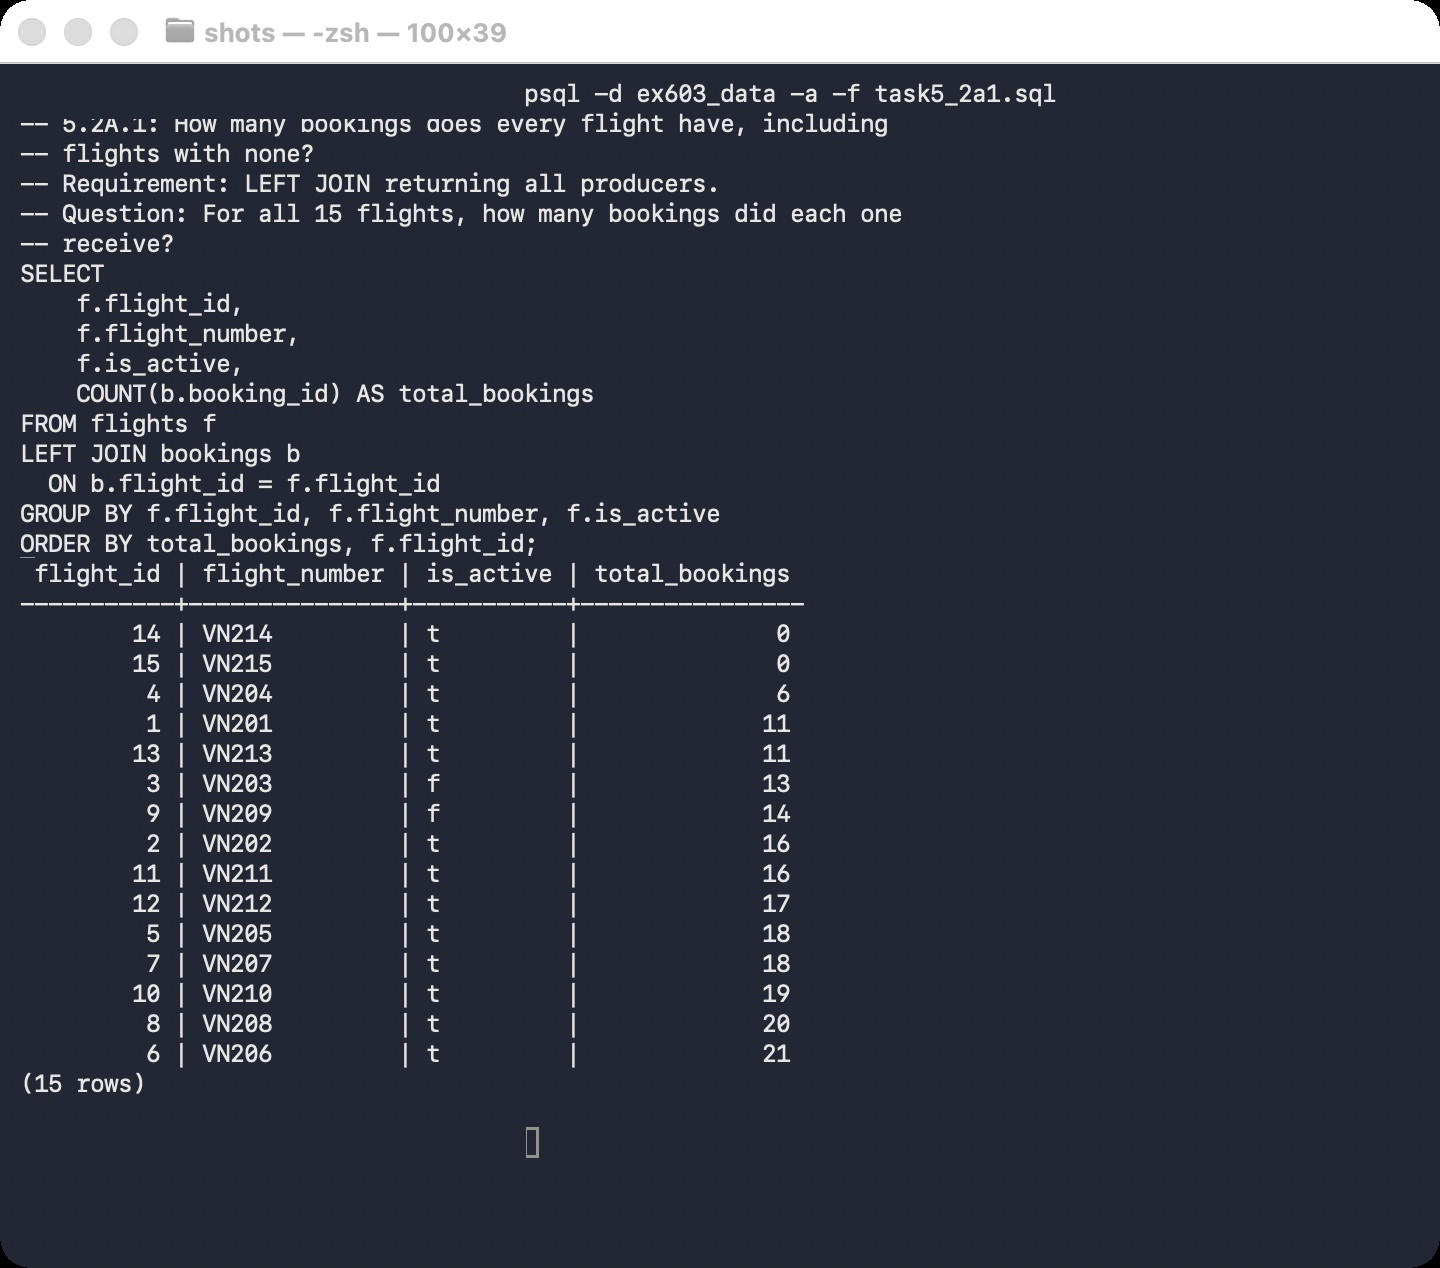 shots — -zsh — 100×39
psql -d ex603_data -a -f task5_2a1.sql
-- 5.2A.1: How many bookings does every flight have, including
-- flights with none?
-- Requirement: LEFT JOIN returning all producers.
-- Question: For all 15 flights, how many bookings did each one
-- receive?
SELECT
    f.flight_id,
    f.flight_number,
    f.is_active,
    COUNT(b.booking_id) AS total_bookings
FROM flights f
LEFT JOIN bookings b
  ON b.flight_id = f.flight_id
GROUP BY f.flight_id, f.flight_number, f.is_active
ORDER BY total_bookings, f.flight_id;
 flight_id | flight_number | is_active | total_bookings
-----------+---------------+-----------+----------------
        14 | VN214         | t         |              0
        15 | VN215         | t         |              0
         4 | VN204         | t         |              6
         1 | VN201         | t         |             11
        13 | VN213         | t         |             11
         3 | VN203         | f         |             13
         9 | VN209         | f         |             14
         2 | VN202         | t         |             16
        11 | VN211         | t         |             16
        12 | VN212         | t         |             17
         5 | VN205         | t         |             18
         7 | VN207         | t         |             18
        10 | VN210         | t         |             19
         8 | VN208         | t         |             20
         6 | VN206         | t         |             21
(15 rows)